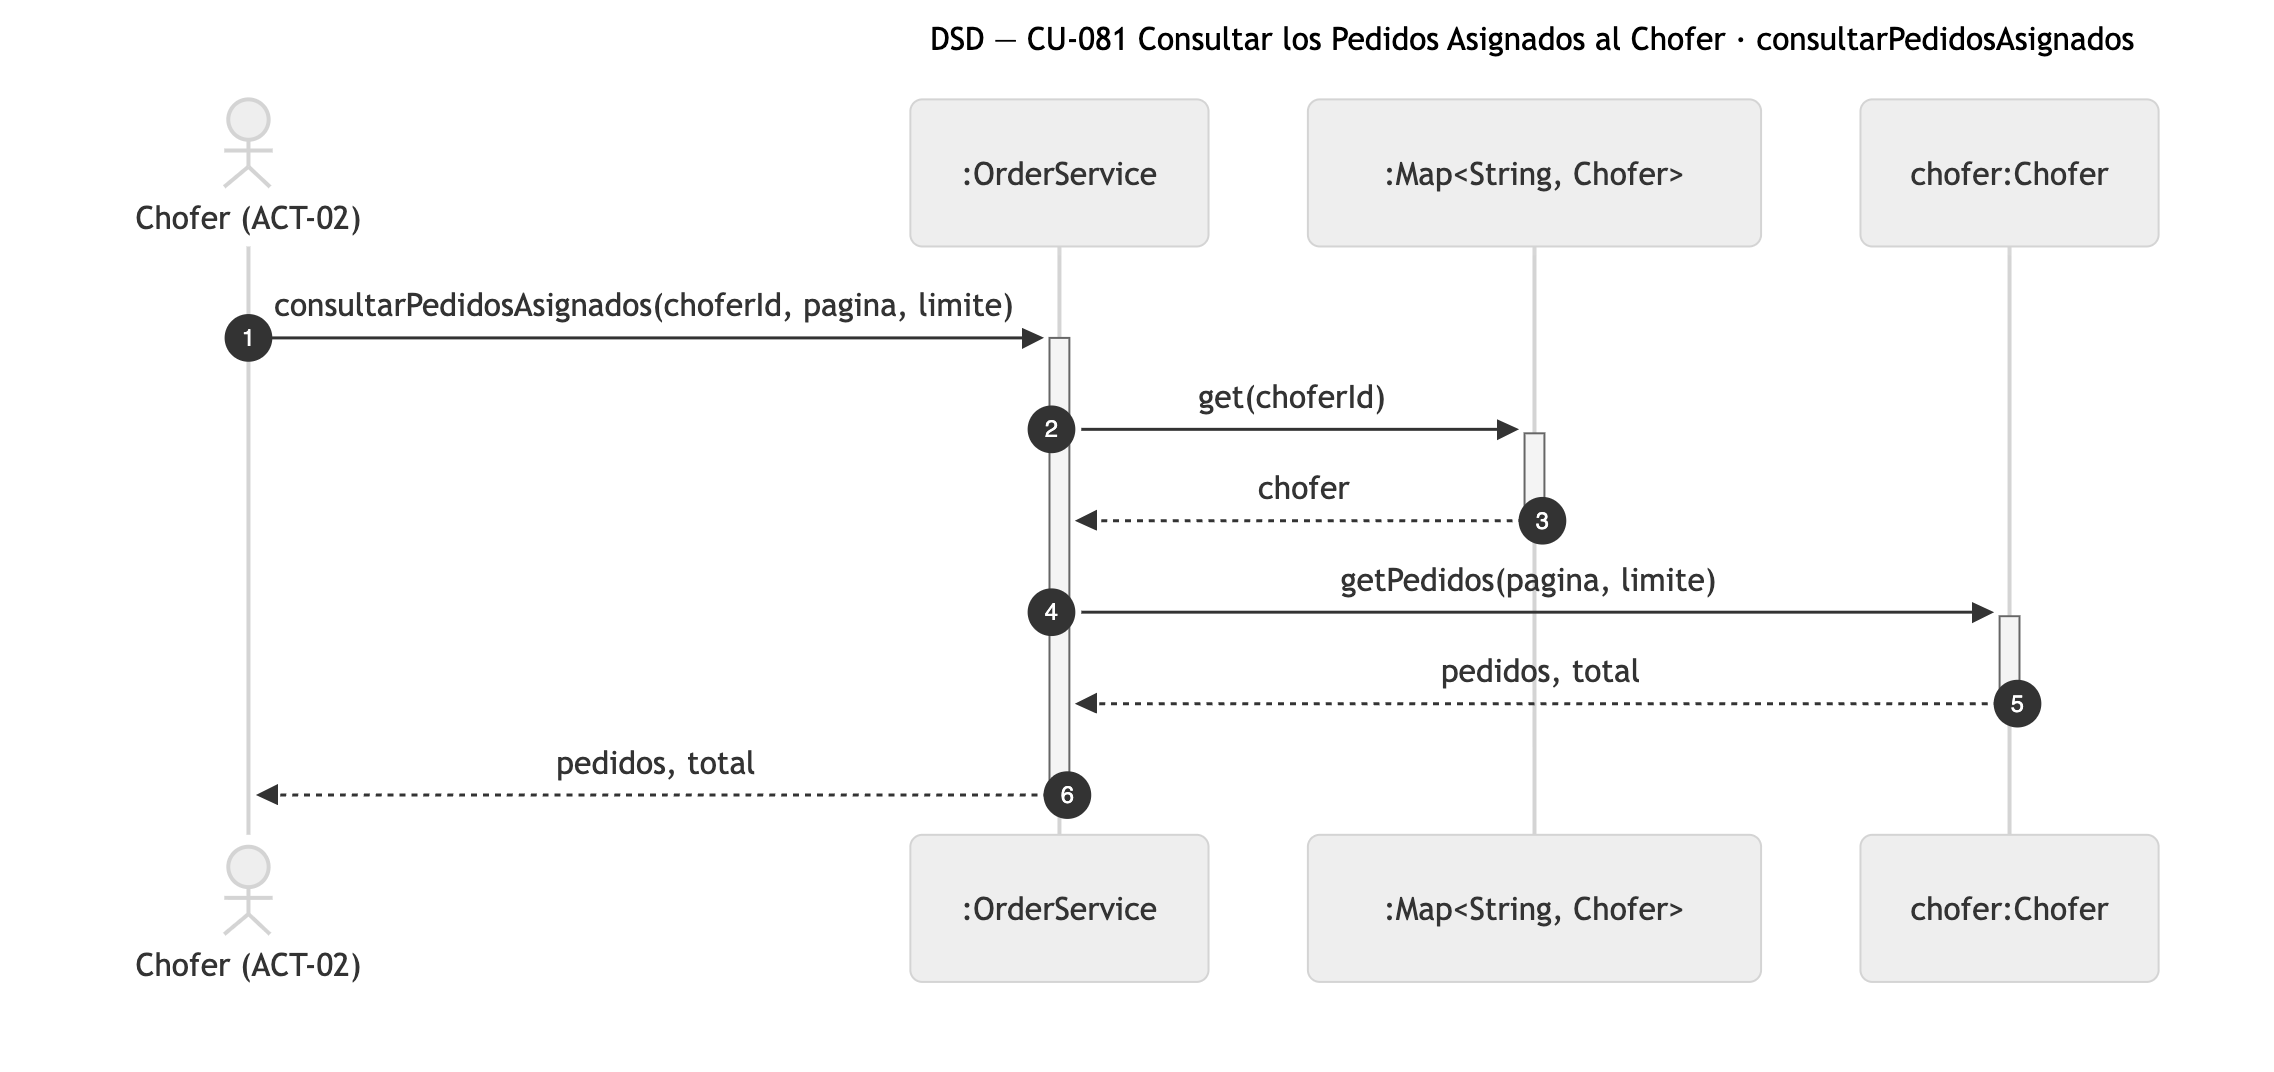 DSD — CU-081 Consultar los Pedidos Asignados al Chofer · consultarPedidosAsignados
Chofer (ACT-02)
:OrderService
:Map<String, Chofer>
chofer:Chofer
consultarPedidosAsignados(choferId, pagina, limite)
1
get(choferId)
2
chofer
3
getPedidos(pagina, limite)
4
pedidos, total
5
pedidos, total
6
Chofer (ACT-02)
:OrderService
:Map<String, Chofer>
chofer:Chofer